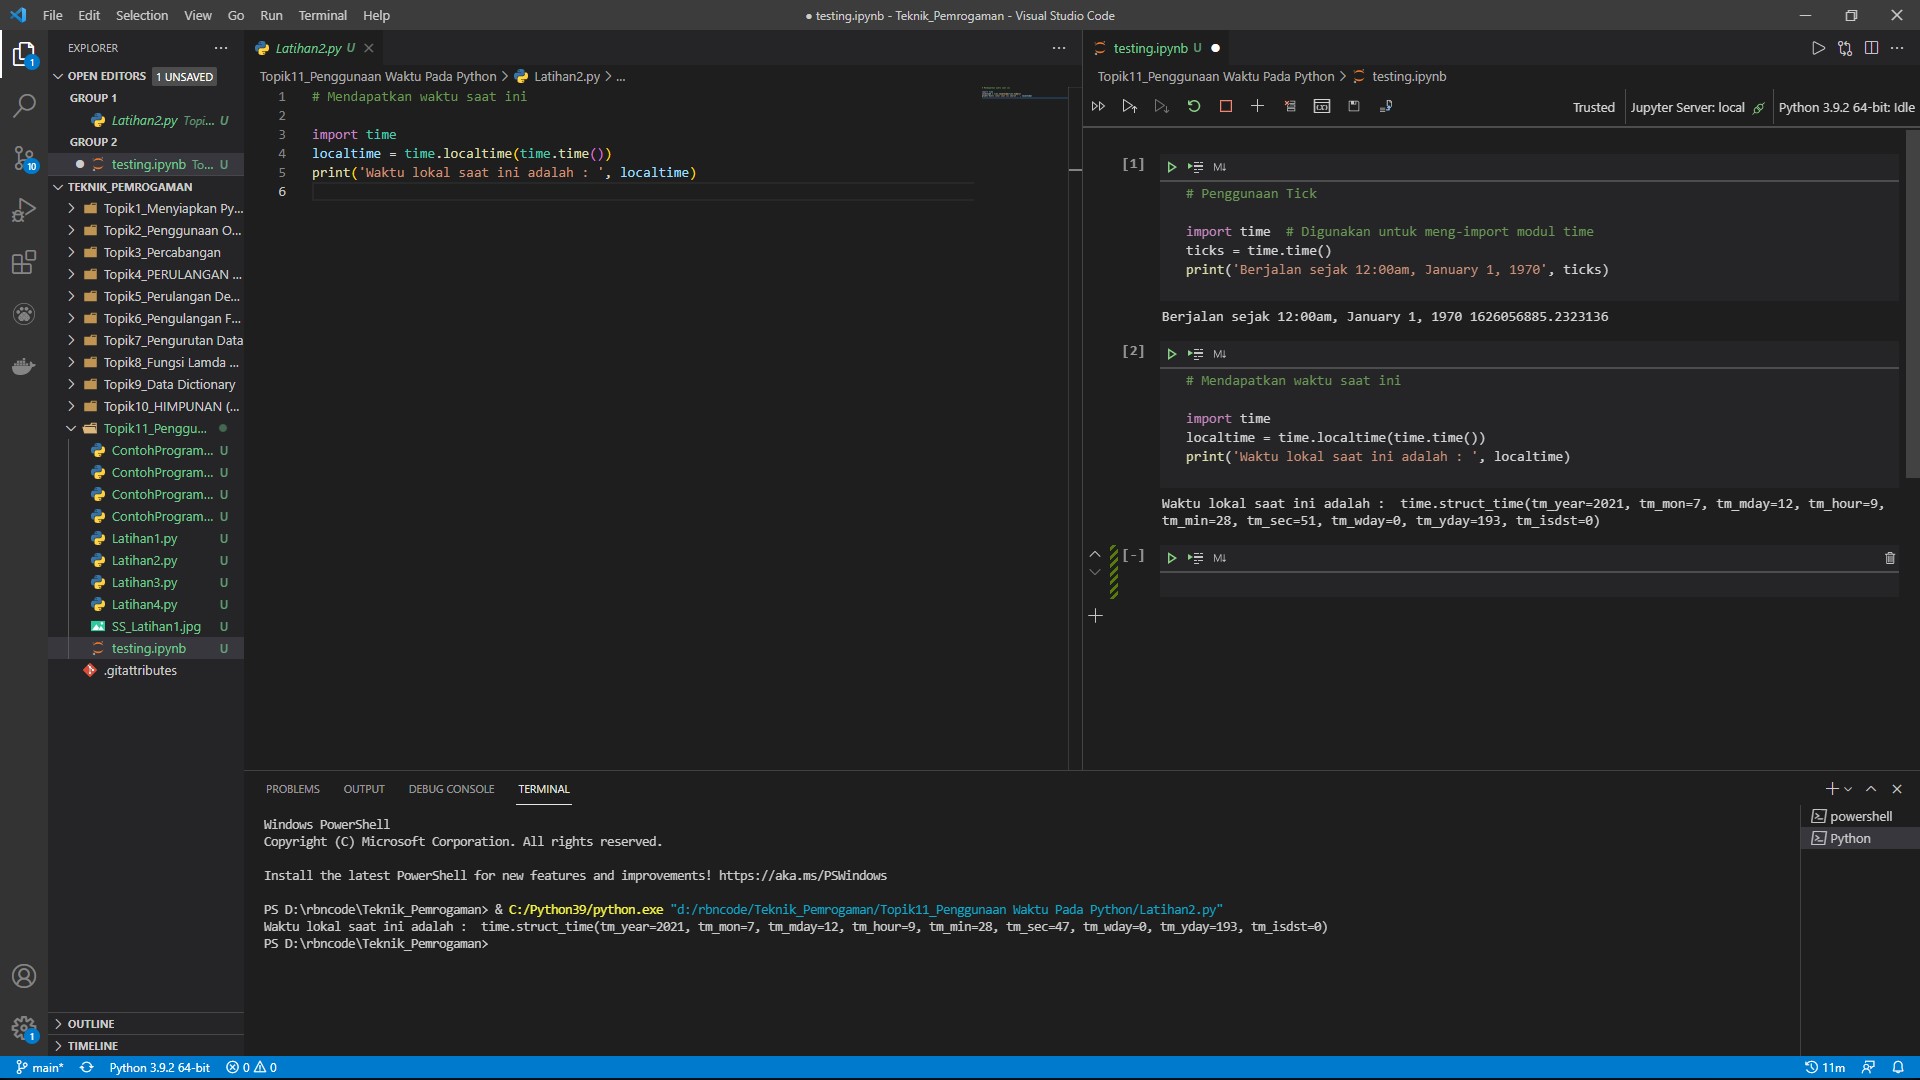 File Edit Selection View Go Run Terminal Help
● testing.ipynb - Teknik_Pemrogaman - Visual Studio Code
EXPLORER
OPEN EDITORS 1 UNSAVED
GROUP 1
Latihan2.py Topi... U
GROUP 2
testing.ipynb To... U
TEKNIK_PEMROGAMAN
Topik1_Menyiapkan Py...
Topik2_Penggunaan O...
Topik3_Percabangan
Topik4_PERULANGAN ...
Topik5_Perulangan De...
Topik6_Pengulangan F...
Topik7_Pengurutan Data
Topik8_Fungsi Lamda ...
Topik9_Data Dictionary
Topik10_HIMPUNAN (...
Topik11_Penggu...
ContohProgram... U
ContohProgram... U
ContohProgram... U
ContohProgram... U
Latihan1.py U
Latihan2.py U
Latihan3.py U
Latihan4.py U
SS_Latihan1.jpg U
testing.ipynb U
.gitattributes
OUTLINE
TIMELINE
1
10
1
Latihan2.py U
Topik11_Penggunaan Waktu Pada Python > Latihan2.py > ...
1 # Mendapatkan waktu saat ini
2
3 import time
4 localtime = time.localtime(time.time())
5 print('Waktu lokal saat ini adalah : ', localtime)
6
testing.ipynb U
Topik11_Penggunaan Waktu Pada Python > testing.ipynb
Trusted Jupyter Server: local Python 3.9.2 64-bit: Idle
[1] M↓
# Penggunaan Tick
import time  # Digunakan untuk meng-import modul time
ticks = time.time()
print('Berjalan sejak 12:00am, January 1, 1970', ticks)
Berjalan sejak 12:00am, January 1, 1970 1626056885.2323136
[2] M↓
# Mendapatkan waktu saat ini
import time
localtime = time.localtime(time.time())
print('Waktu lokal saat ini adalah : ', localtime)
Waktu lokal saat ini adalah :  time.struct_time(tm_year=2021, tm_mon=7, tm_mday=12, tm_hour=9,
tm_min=28, tm_sec=51, tm_wday=0, tm_yday=193, tm_isdst=0)
[-] M↓
PROBLEMS OUTPUT DEBUG CONSOLE TERMINAL
Windows PowerShell
Copyright (C) Microsoft Corporation. All rights reserved.
Install the latest PowerShell for new features and improvements! https://aka.ms/PSWindows
PS D:\rbncode\Teknik_Pemrogaman> & C:/Python39/python.exe "d:/rbncode/Teknik_Pemrogaman/Topik11_Penggunaan Waktu Pada Python/Latihan2.py"
Waktu lokal saat ini adalah :  time.struct_time(tm_year=2021, tm_mon=7, tm_mday=12, tm_hour=9, tm_min=28, tm_sec=47, tm_wday=0, tm_yday=193, tm_isdst=0)
PS D:\rbncode\Teknik_Pemrogaman>
powershell
Python
main* Python 3.9.2 64-bit 0 0 11m